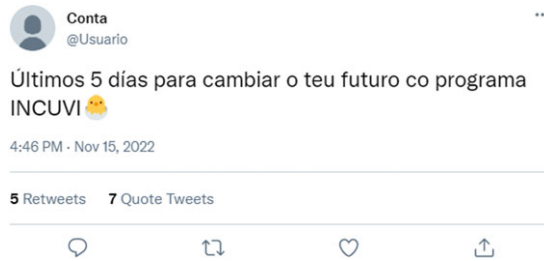 Conta
@Usuario
Últimos 5 días para cambiar o teu futuro co programa
INCUVI🐣
4:46 PM · Nov 15, 2022
5 Retweets 7 Quote Tweets